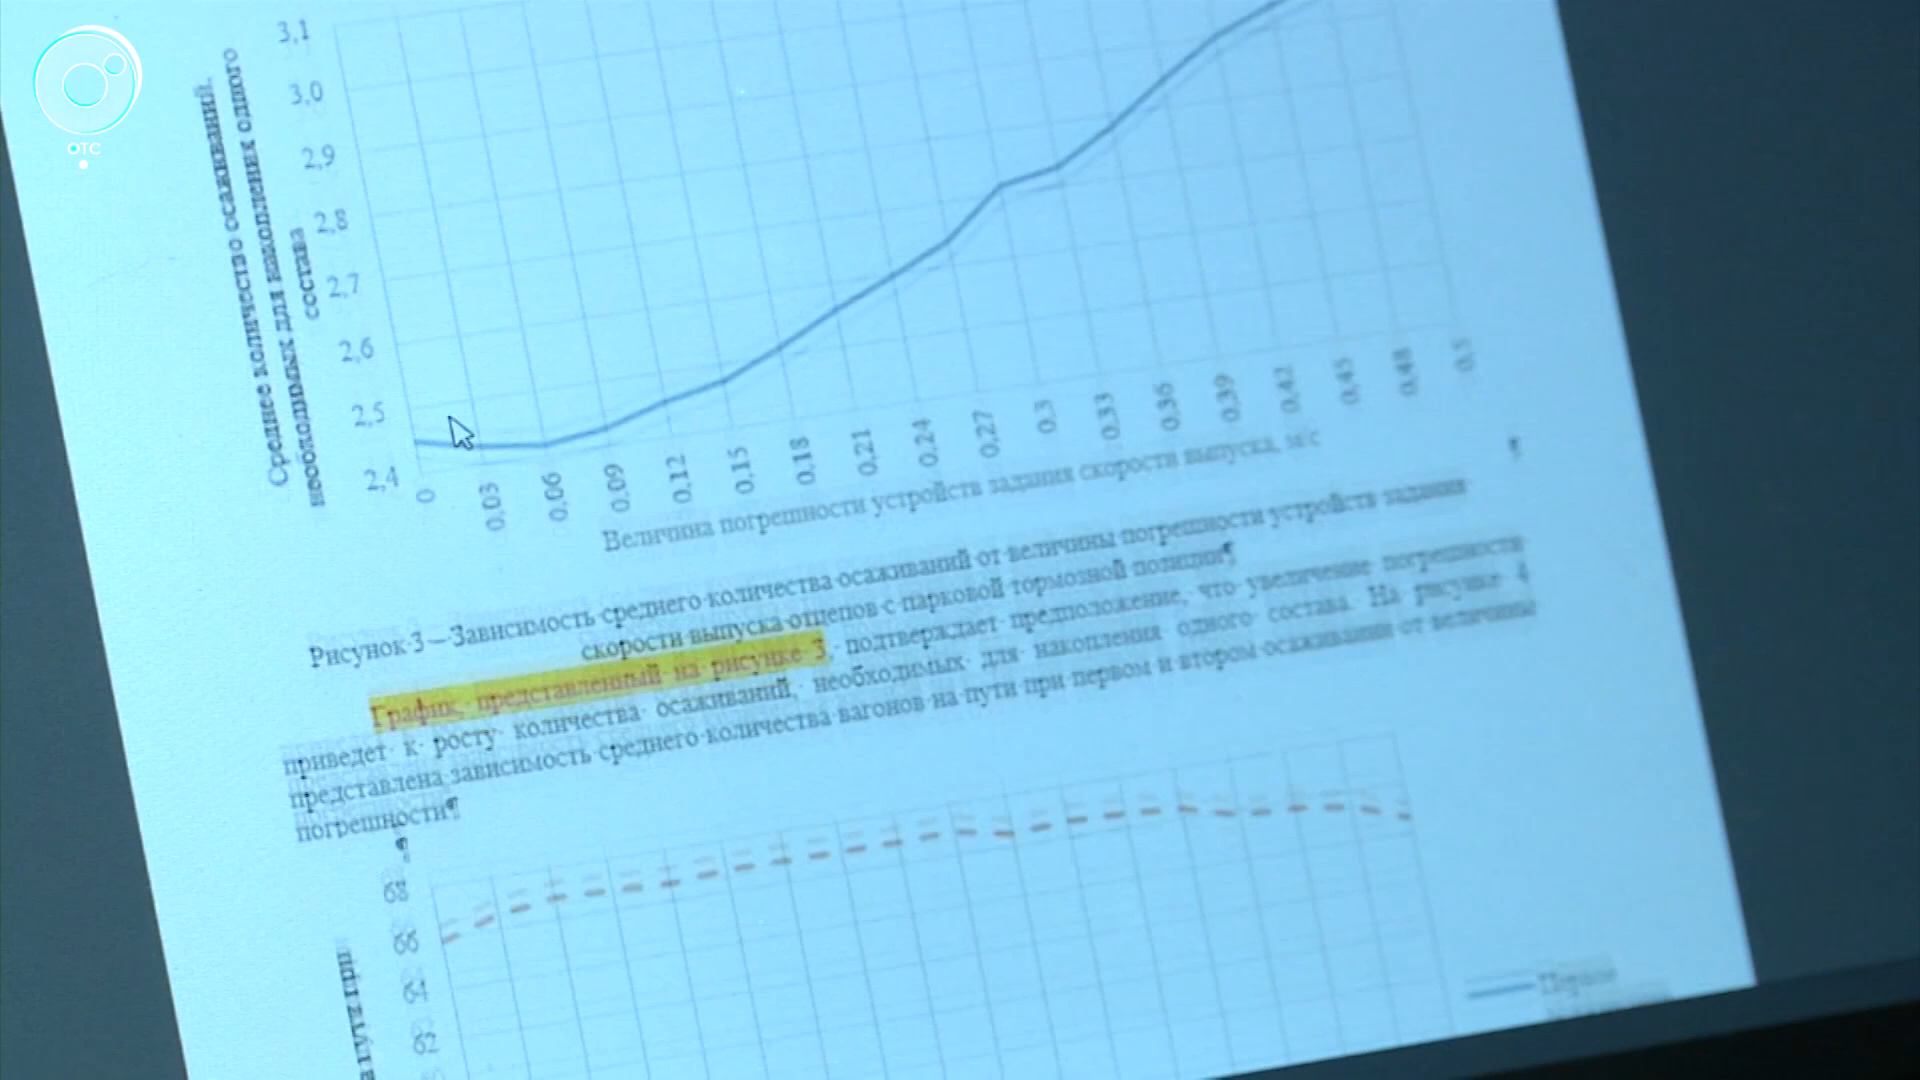 ОТС
Среднее количество осаживаний,
необходимых для накопления одного
состава
3,1
3,0
2,9
2,8
2,7
2,6
2,5
2,4
0 0,03 0,06 0,09 0,12 0,15 0,18 0,21 0,24 0,27 0,3 0,33 0,36 0,39 0,42 0,45 0,48 0,5
Величина погрешности устройств задания скорости выпуска, м/с
¶
Рисунок·3·–·Зависимость·среднего·количества·осаживаний·от·величины·погрешности·устройств·задания·
скорости·выпуска·отцепов·с·парковой·тормозной·позиции¶
График,· представленный· на· рисунке· 3,· подтверждает· предположение,· что· увеличение· погрешности·
приведет· к· росту· количества· осаживаний,· необходимых· для· накопления· одного· состава.· На· рисунке· 4·
представлена·зависимость·среднего·количества·вагонов·на·пути·при·первом·и·втором·осаживании·от·величины·
погрешности¶
¶
68
66
64
62
Первое